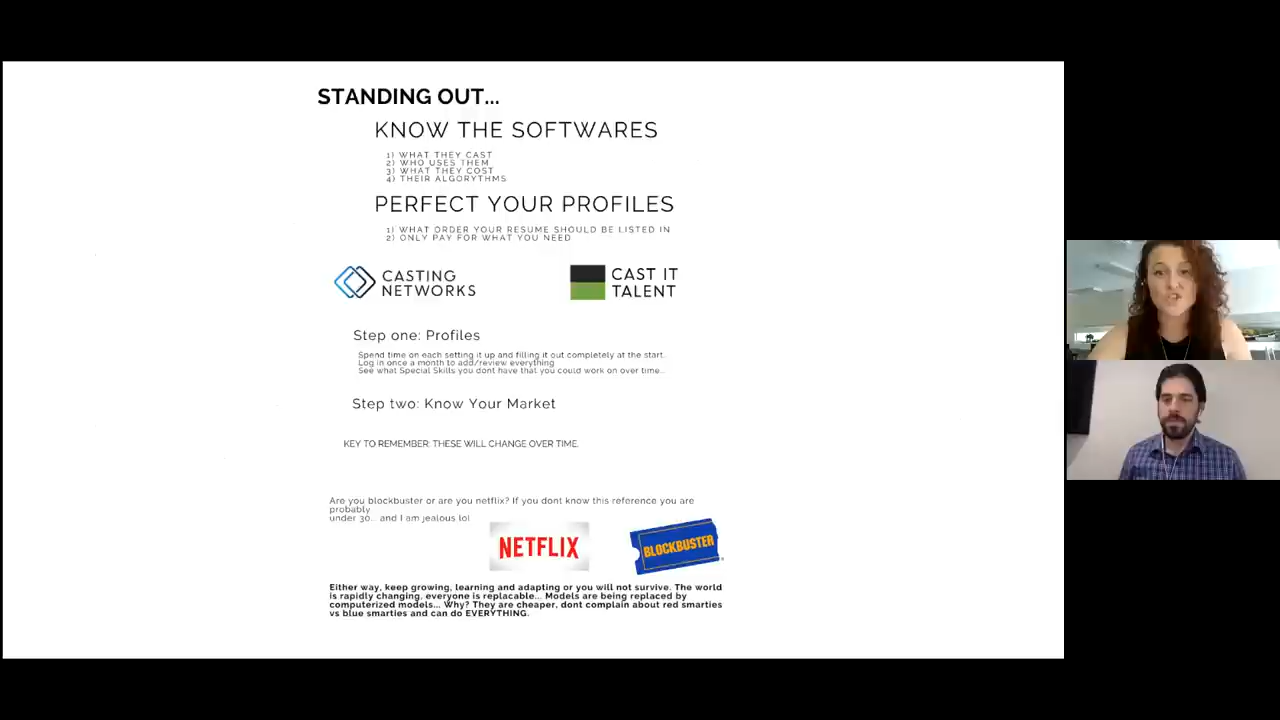 STANDING OUT...
KNOW THE SOFTWARES
1) WHAT THEY CAST
2) WHO USES THEM
3) WHAT THEY COST
4) THEIR ALGORYTHMS
PERFECT YOUR PROFILES
1) WHAT ORDER YOUR RESUME SHOULD BE LISTED IN
2) ONLY PAY FOR WHAT YOU NEED
CASTING
NETWORKS
CAST IT
TALENT
Step one: Profiles
Spend time on each setting it up and filling it out completely at the start.
Log in once a month to add/review everything
See what Special Skills you dont have that you could work on over time...
Step two: Know Your Market
KEY TO REMEMBER: THESE WILL CHANGE OVER TIME.
Are you blockbuster or are you netflix? If you dont know this reference you are
probably
under 30... and I am jealous lol
NETFLIX
BLOCKBUSTER
Either way, keep growing, learning and adapting or you will not survive. The world
is rapidly changing, everyone is replacable... Models are being replaced by
computerized models... Why? They are cheaper, dont complain about red smarties
vs blue smarties and can do EVERYTHING.